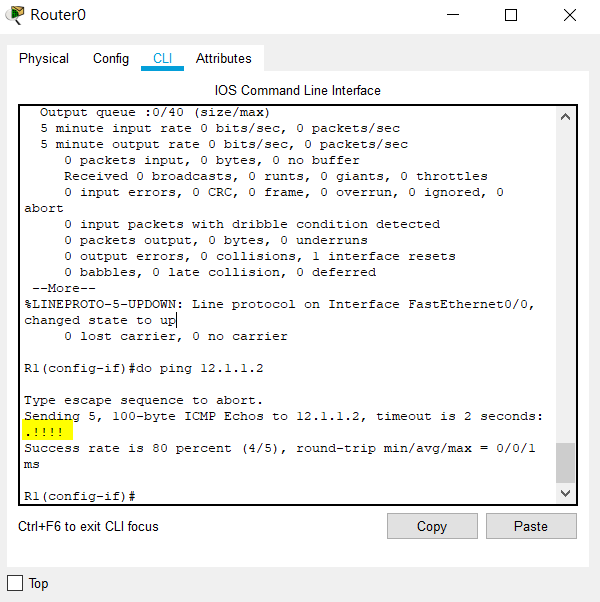 Router0
Physical Config CLI Attributes
IOS Command Line Interface
Output queue :0/40 (size/max)
5 minute input rate 0 bits/sec, 0 packets/sec
5 minute output rate 0 bits/sec, 0 packets/sec
0 packets input, 0 bytes, 0 no buffer
Received 0 broadcasts, 0 runts, 0 giants, 0 throttles
0 input errors, 0 CRC, 0 frame, 0 overrun, 0 ignored, 0
abort
0 input packets with dribble condition detected
0 packets output, 0 bytes, 0 underruns
0 output errors, 0 collisions, 1 interface resets
0 babbles, 0 late collision, 0 deferred
--More--
%LINEPROTO-5-UPDOWN: Line protocol on Interface FastEthernet0/0,
changed state to up
0 lost carrier, 0 no carrier
R1(config-if)#do ping 12.1.1.2
Type escape sequence to abort.
Sending 5, 100-byte ICMP Echos to 12.1.1.2, timeout is 2 seconds:
.!!!!
Success rate is 80 percent (4/5), round-trip min/avg/max = 0/0/1
ms
R1(config-if)#
Ctrl+F6 to exit CLI focus
Copy Paste
Top